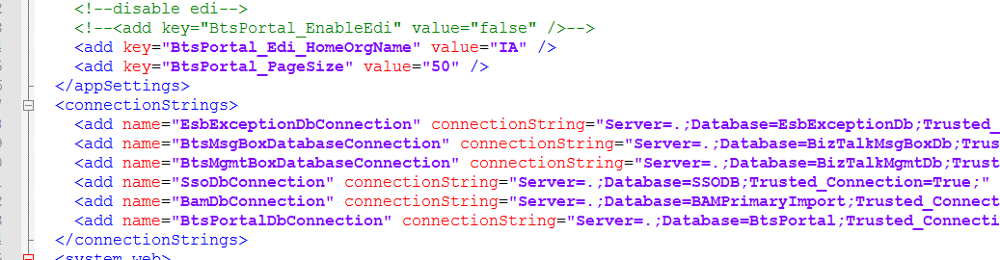 <!--disable edi-->
<!--<add key="BtsPortal_EnableEdi" value="false" />-->
<add key="BtsPortal_Edi_HomeOrgName" value="IA" />
<add key="BtsPortal_PageSize" value="50" />
</appSettings>
<connectionStrings>
<add name="EsbExceptionDbConnection" connectionString="Server=.;Database=EsbExceptionDb;Trusted_
<add name="BtsMsgBoxDatabaseConnection" connectionString="Server=.;Database=BizTalkMsgBoxDb;Trus
<add name="BtsMgmtBoxDatabaseConnection" connectionString="Server=.;Database=BizTalkMgmtDb;Trust
<add name="SsoDbConnection" connectionString="Server=.;Database=SSODB;Trusted_Connection=True;"
<add name="BamDbConnection" connectionString="Server=.;Database=BAMPrimaryImport;Trusted_Connect
<add name="BtsPortalDbConnection" connectionString="Server=.;Database=BtsPortal;Trusted_Connecti
</connectionStrings>
<system.web>